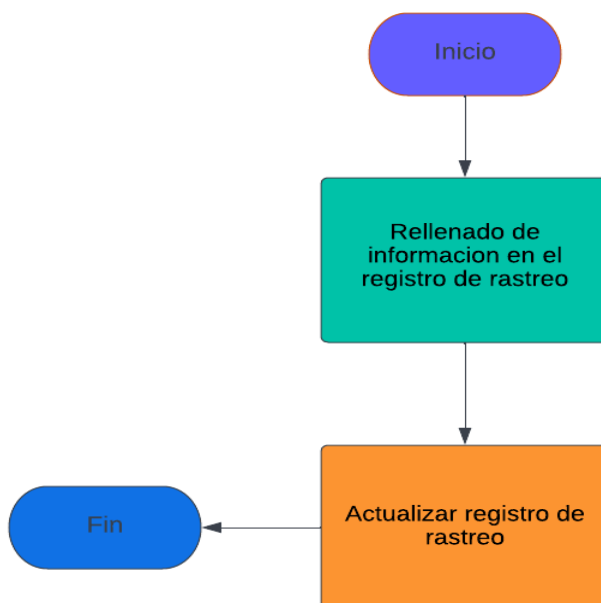 Inicio
Rellenado de
informacion en el
registro de rastreo
Actualizar registro de
rastreo
Fin